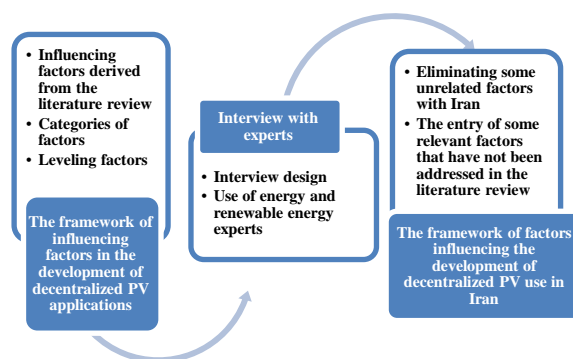 • Influencing
factors derived
from the
literature review
• Categories of
factors
• Leveling factors
The framework of
influencing
factors in the
development of
decentralized PV
applications
Interview with
experts
• Interview design
• Use of energy and
renewable energy
experts
• Eliminating some
unrelated factors
with Iran
• The entry of some
relevant factors
that have not been
addressed in the
literature review
The framework of factors
influencing the
development of
decentralized PV use in
Iran